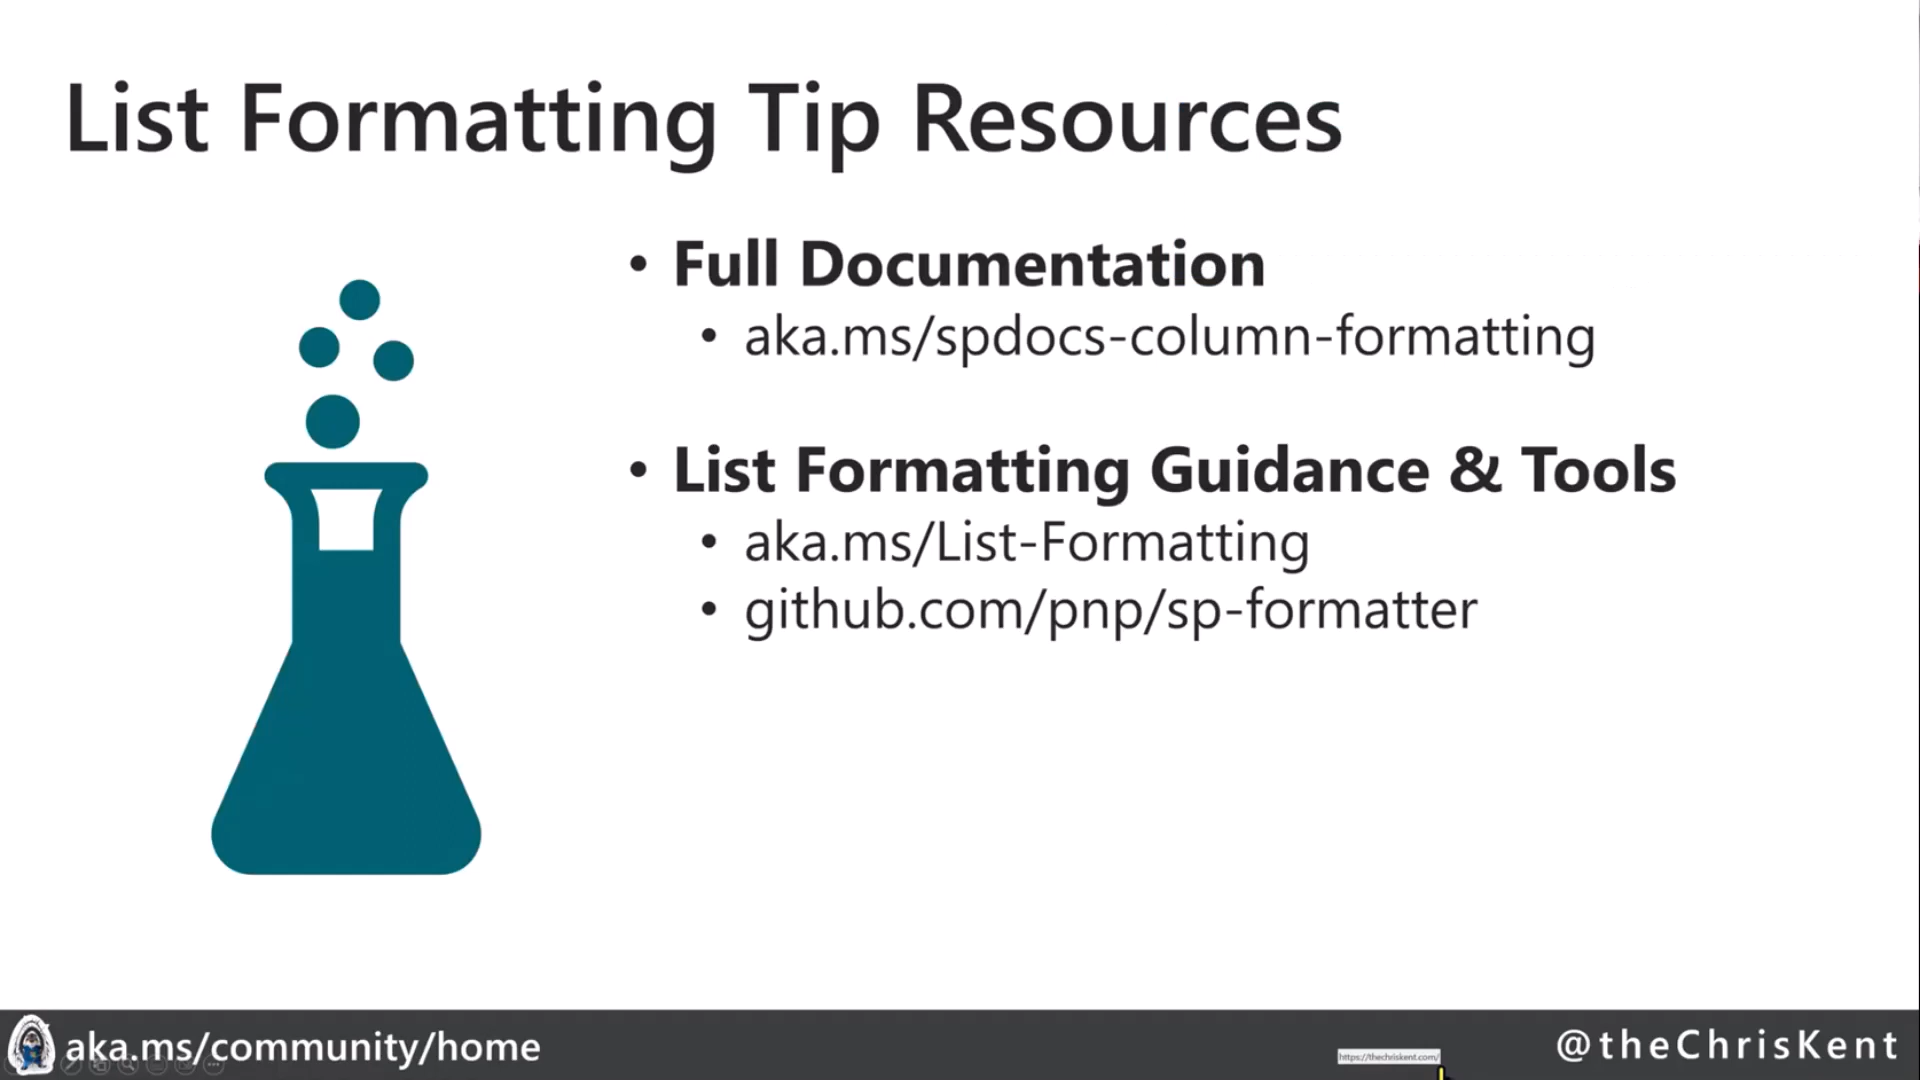 List Formatting Tip Resources
• Full Documentation
• aka.ms/spdocs-column-formatting
• List Formatting Guidance & Tools
• aka.ms/List-Formatting
• github.com/pnp/sp-formatter
aka.ms/community/home
https://thechriskent.com/
@theChrisKent